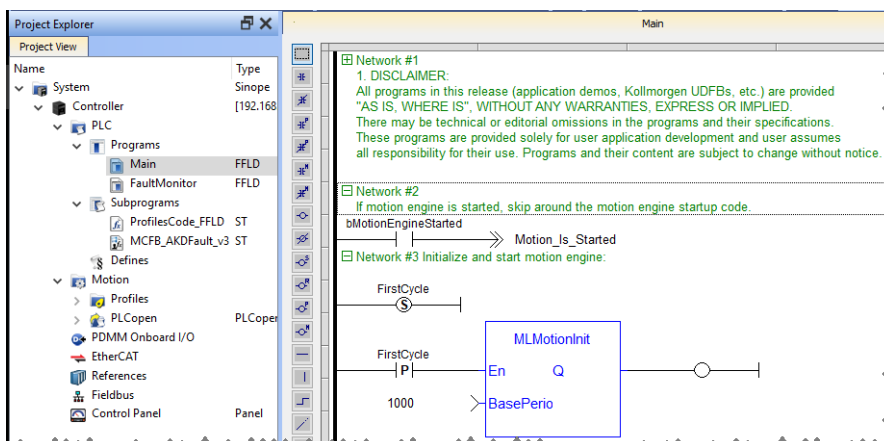 Project Explorer
Project View
Name Type
System Sinope
Controller [192.168
PLC
Programs
Main FFLD
FaultMonitor FFLD
Subprograms
ProfilesCode_FFLD ST
MCFB_AKDFault_v3 ST
Defines
Motion
Profiles
PLCopen PLCoper
PDMM Onboard I/O
EtherCAT
References
Fieldbus
Control Panel Panel
Main
Network #1
1. DISCLAIMER:
All programs in this release (application demos, Kollmorgen UDFBs, etc.) are provided
"AS IS, WHERE IS", WITHOUT ANY WARRANTIES, EXPRESS OR IMPLIED.
There may be technical or editorial omissions in the programs and their specifications.
These programs are provided solely for user application development and user assumes
all responsibility for their use. Programs and their content are subject to change without notice.
Network #2
If motion engine is started, skip around the motion engine startup code.
bMotionEngineStarted
Motion_Is_Started
Network #3 Initialize and start motion engine:
FirstCycle
S
MLMotionInit
FirstCycle
P En Q
1000 BasePerio